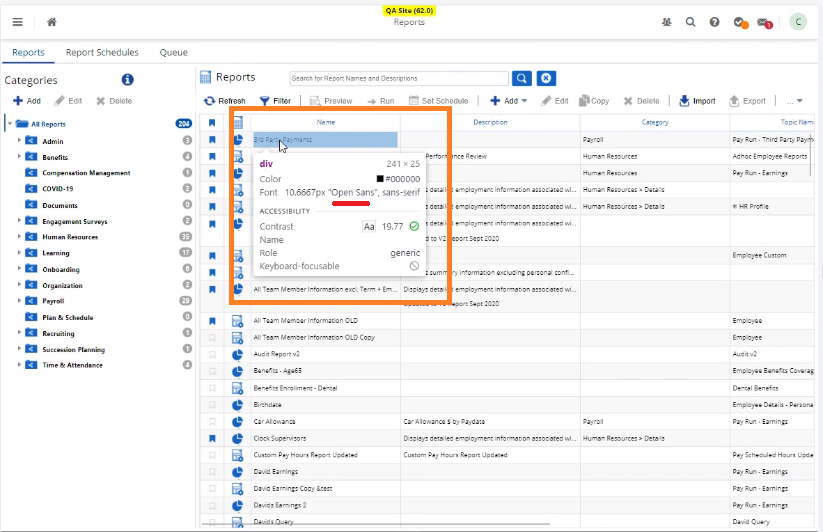 QA Site (62.0)
Reports
C
Reports Report Schedules Queue
Categories
Add Edit Delete
All Reports 204
Admin 3
Benefits 4
Compensation Management 1
COVID-19 2
Documents 0
Engagement Surveys 2
Human Resources 35
Learning 17
Onboarding 6
Organization 2
Payroll 29
Plan & Schedule 0
Recruiting 1
Succession Planning 1
Time & Attendance 4
Reports Search for Report Names and Descriptions
Refresh Filter Preview Run Set Schedule Add Edit Copy Delete Import Export ...
Name Description Category Topic Nam
3rd Party Payments Payroll Pay Run - Third Party Paym
Performance Review Human Resources Adhoc Employee Reports
Human Resources Pay Run - Earnings
detailed employment information associated wi... Human Resources > Details
detailed employment information associated wi... Human Resources > Details HR Profile
detailed employment information associated wi...
to V2 Report Sept 2020
Employee Custom
summary information excluding personal confi...
div 241 × 25
Color #000000
Font 10.6667px "Open Sans", sans-serif
ACCESSIBILITY
Contrast Aa 19.77
Name
Role generic
Keyboard-focusable
All Team Member Information excl, Term + Em... Displays detailed employment information associated wi...
Report Sept 2020
All Team Member Information OLD Employee
All Team Member Information OLD Copy Employee
Audit Report v2 Audit v2
Benefits - Age65 Employee Benefits Coverag
Benefits Enrollment - Dental Dental Benefits
Birthdate Employee Details - Persona
Car Allowance Car Allowance $ by Paydate Payroll Pay Run - Earnings
Clock Supervisors Displays detailed employment information associated wi... Human Resources > Details
Custom Pay Hours Report Updated Custom Pay Hours Report Updated Pay Scheduled Hours Upda
David Earnings Pay Run - Earnings
David Earnings Copy &test Pay Run - Earnings
Davids Earnings 2 Pay Run - Earnings
Davids Query